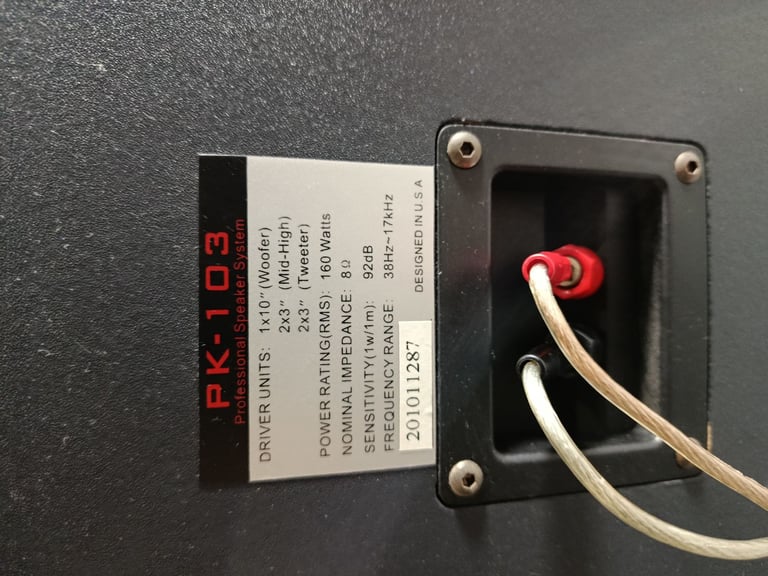 PK-103
Professional Speaker System
DRIVER UNITS: 1x10" (Woofer)
2x3" (Mid-High)
2x3" (Tweeter)
POWER RATING(RMS): 160 Watts
NOMINAL IMPEDANCE: 8Ω
SENSITIVITY(1w/1m): 92dB
FREQUENCY RANGE: 38Hz~17kHz
DESIGNED IN U.S A
201011287